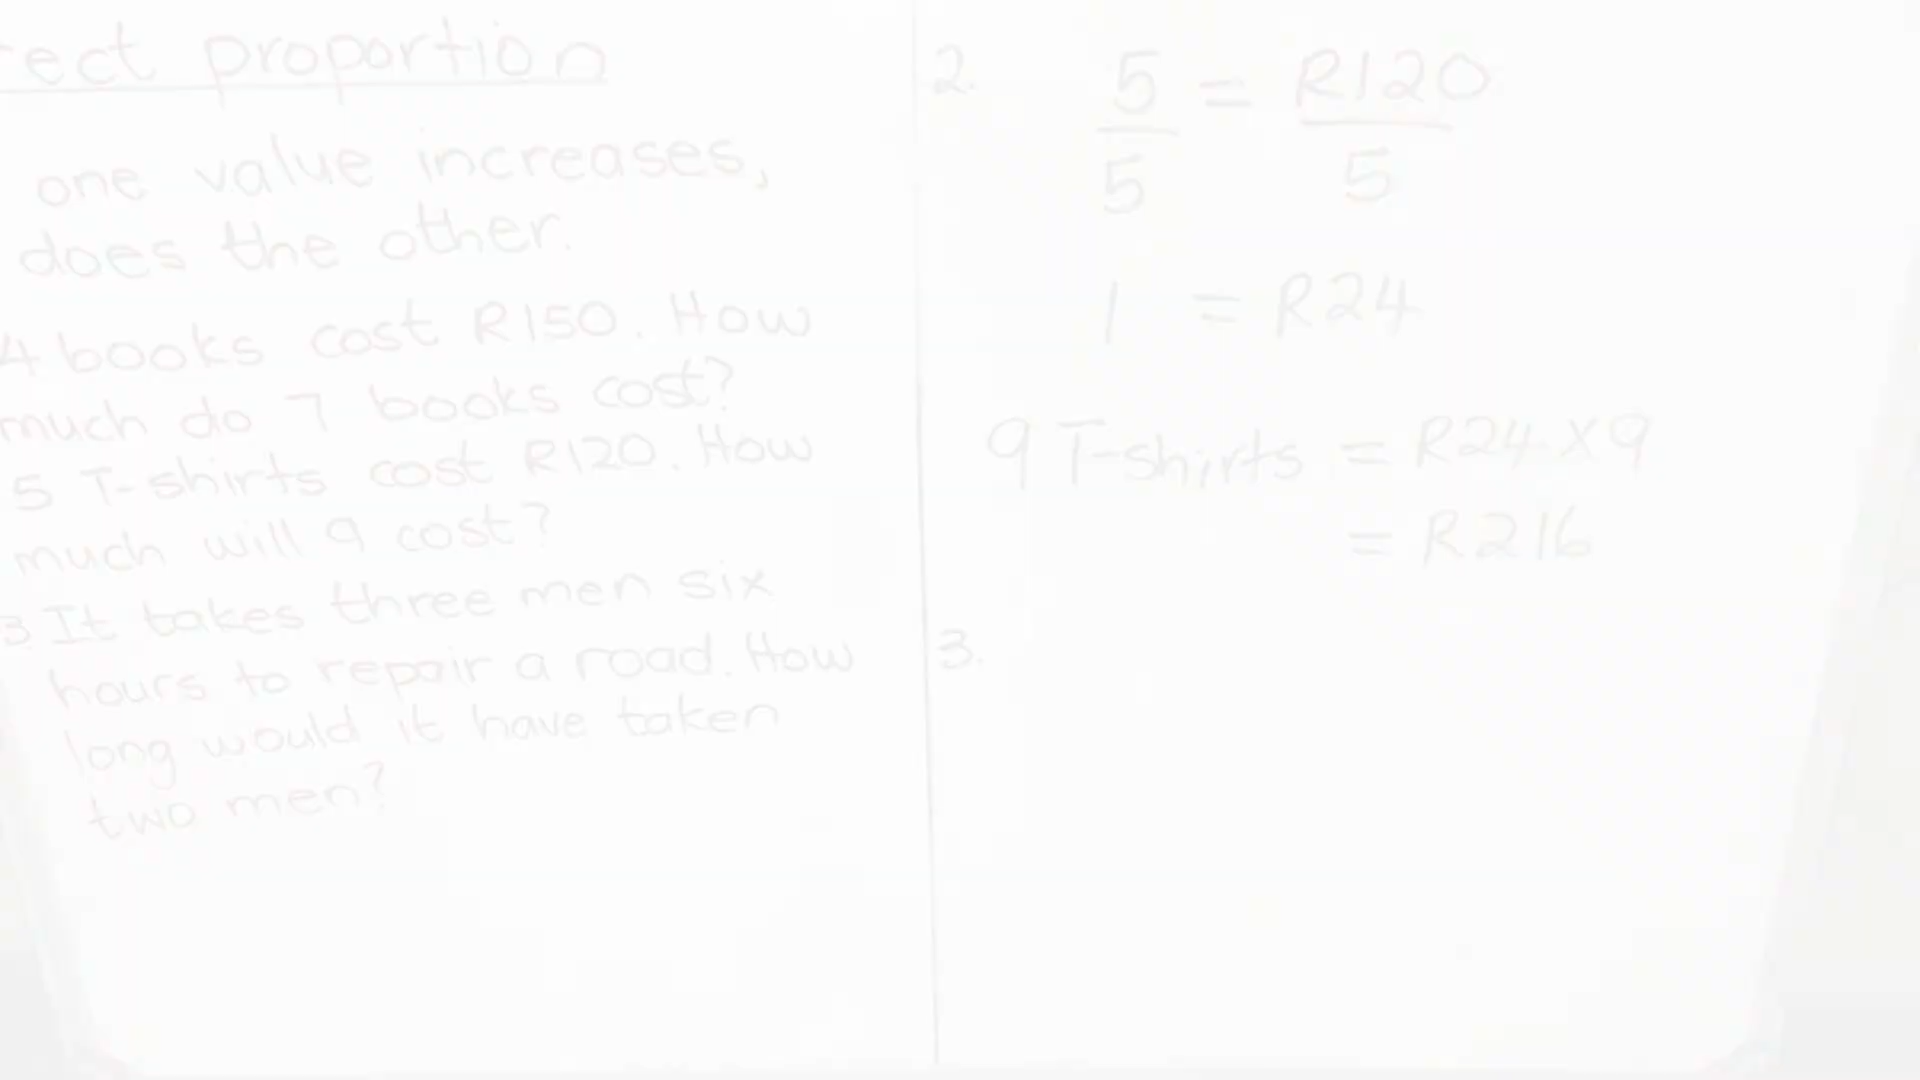 rect proportion
one value increases,
does the other.
4 books cost R150. How
much do 7 books cost?
5 T-shirts cost R120. How
much will 9 cost?
3. It takes three men six
hours to repair a road. How
long would it have taken
two men?
2.
5 = R120
5 5
1 = R24
9 T-shirts = R24 x 9
= R216
3.